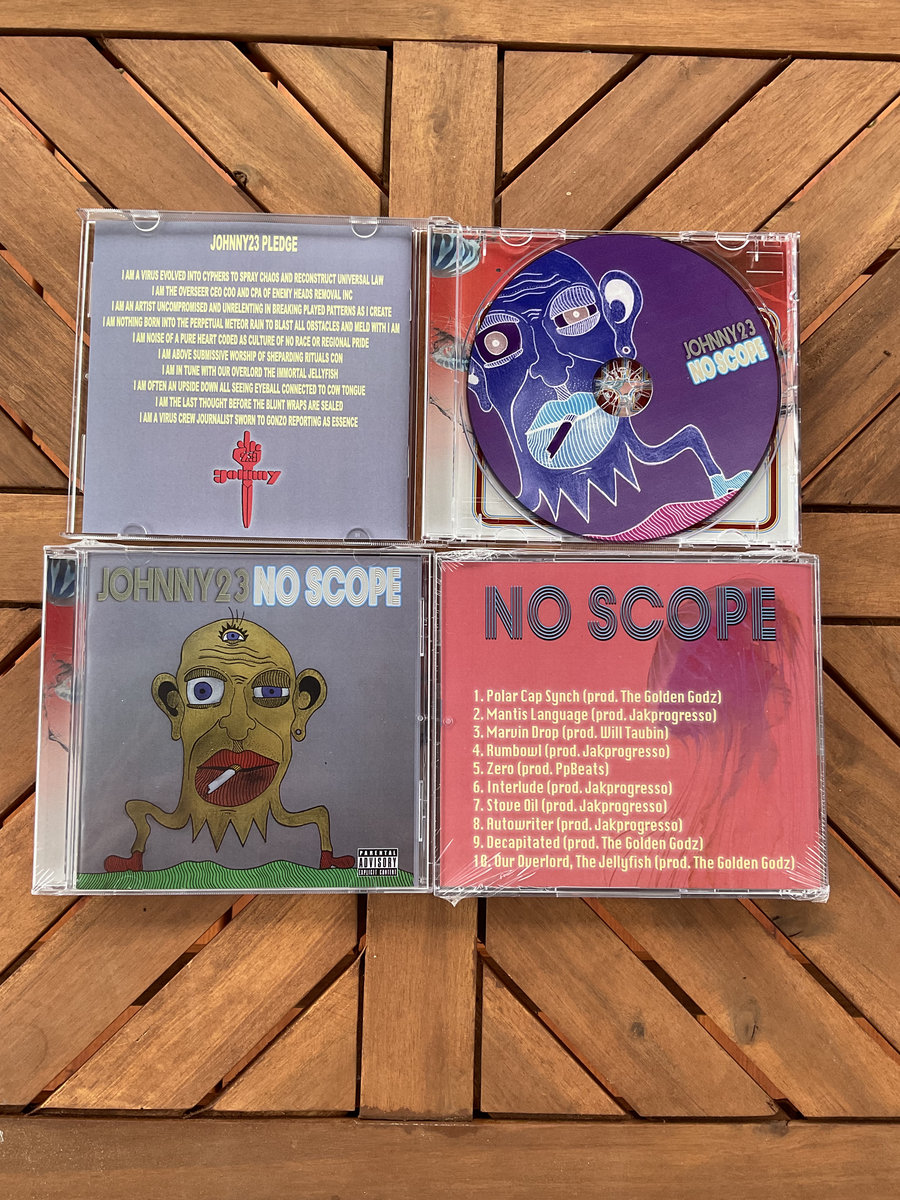 JOHNNY23 PLEDGE
I AM A VIRUS EVOLVED INTO CYPHERS TO SPRAY CHAOS AND RECONSTRUCT UNIVERSAL LAW
I AM THE OVERSEER CEO COO AND CPA OF ENEMY HEADS REMOVAL INC
I AM AN ARTIST UNCOMPROMISED AND UNRELENTING IN BREAKING PLAYED PATTERNS AS I CREATE
I AM NOTHING BORN INTO THE PERPETUAL METEOR RAIN TO BLAST ALL OBSTACLES AND MELD WITH I AM
I AM NOISE OF A PURE HEART CODED AS CULTURE OF NO RACE OR REGIONAL PRIDE
I AM ABOVE SUBMISSIVE WORSHIP OF SHEPARDING RITUALS CON
I AM IN TUNE WITH OUR OVERLORD THE IMMORTAL JELLYFISH
I AM OFTEN AN UPSIDE DOWN ALL SEEING EYEBALL CONNECTED TO COW TONGUE
I AM THE LAST THOUGHT BEFORE THE BLUNT WRAPS ARE SEALED
I AM A VIRUS CREW JOURNALIST SWORN TO GONZO REPORTING AS ESSENCE
23
johnny
JOHNNY23
NO SCOPE
JOHNNY23 NO SCOPE
PARENTAL
ADVISORY
EXPLICIT CONTENT
NO SCOPE
1. Polar Cap Synch (prod. The Golden Godz)
2. Mantis Language (prod. Jakprogresso)
3. Marvin Drop (prod. Will Taubin)
4. Rumbowl (prod. Jakprogresso)
5. Zero (prod. PpBeats)
6. Interlude (prod. Jakprogresso)
7. Stove Oil (prod. Jakprogresso)
8. Autowriter (prod. Jakprogresso)
9. Decapitated (prod. The Golden Godz)
10. Our Overlord, The Jellyfish (prod. The Golden Godz)